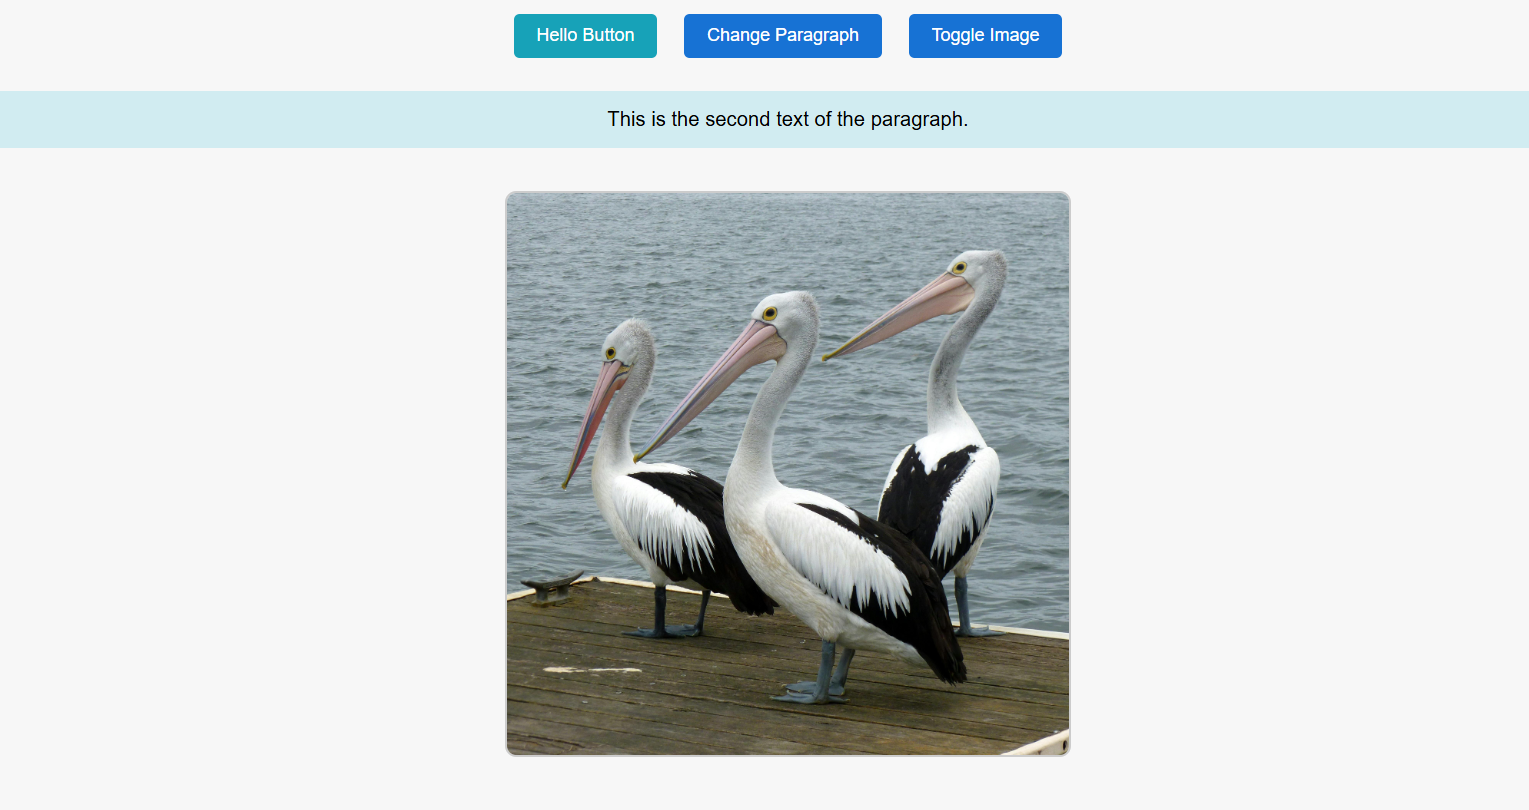 Hello Button Change Paragraph Toggle Image
This is the second text of the paragraph.